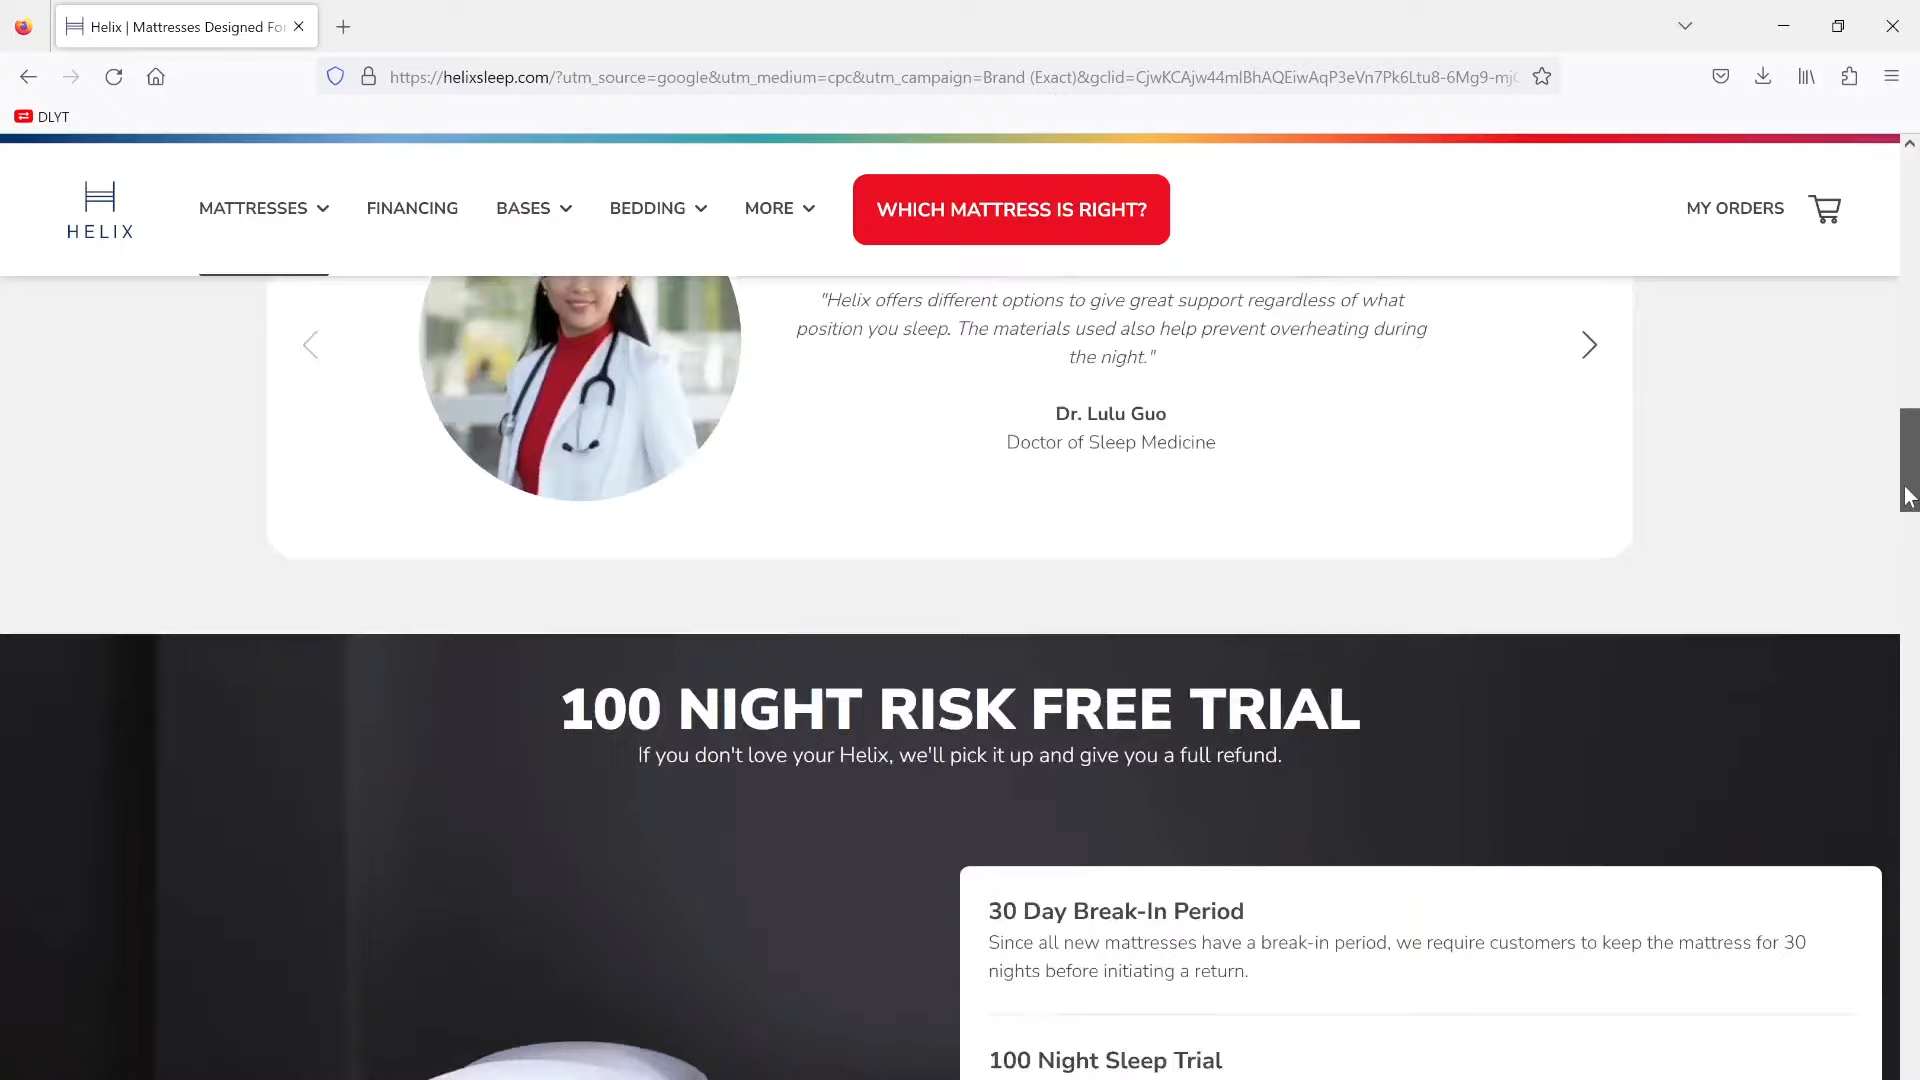 Helix | Mattresses Designed For
https://helixsleep.com/?utm_source=google&utm_medium=cpc&utm_campaign=Brand (Exact)&gclid=CjwKCAjw44mlBhAQEiwAqP3eVn7Pk6Ltu8-6Mg9-mj
DLYT
HELIX
MATTRESSES
FINANCING
BASES
BEDDING
MORE
WHICH MATTRESS IS RIGHT?
MY ORDERS
"Helix offers different options to give great support regardless of what
position you sleep. The materials used also help prevent overheating during
the night."
Dr. Lulu Guo
Doctor of Sleep Medicine
100 NIGHT RISK FREE TRIAL
If you don't love your Helix, we'll pick it up and give you a full refund.
30 Day Break-In Period
Since all new mattresses have a break-in period, we require customers to keep the mattress for 30
nights before initiating a return.
100 Night Sleep Trial